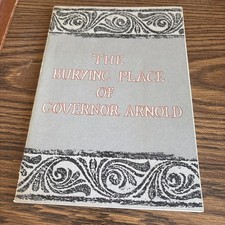 THE
BURYING PLACE
OF
GOVERNOR ARNOLD